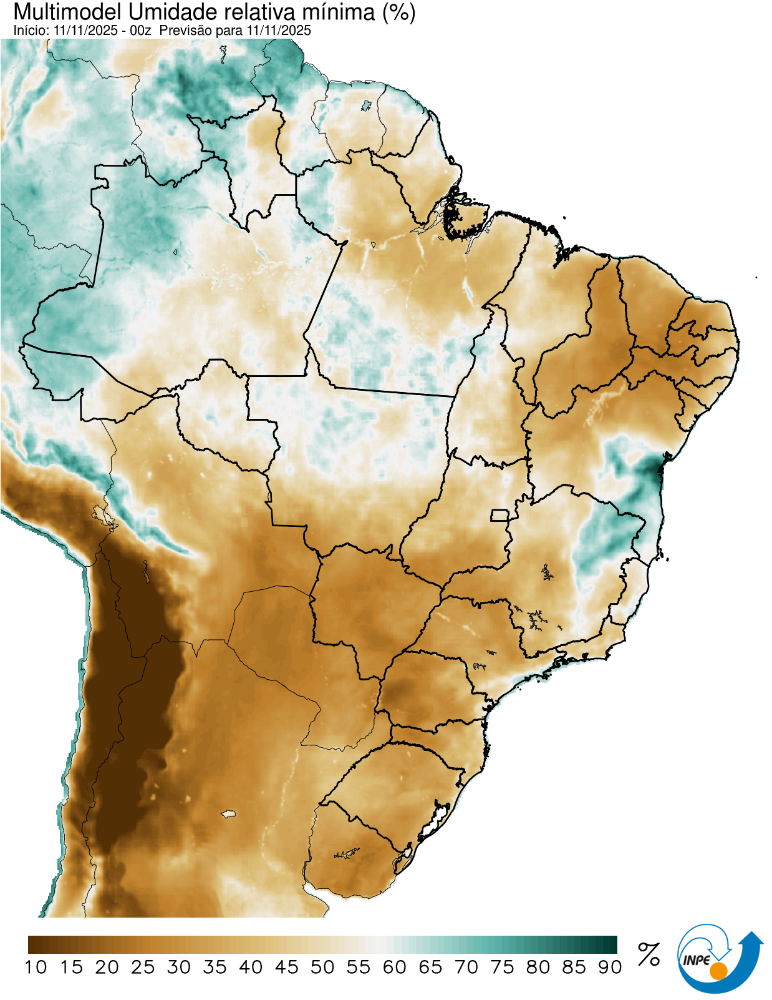 Multimodel Umidade relativa mínima (%)
Início: 11/11/2025 - 00z  Previsão para 11/11/2025
10 15 20 25 30 35 40 45 50 55 60 65 70 75 80 85 90 %
INPE